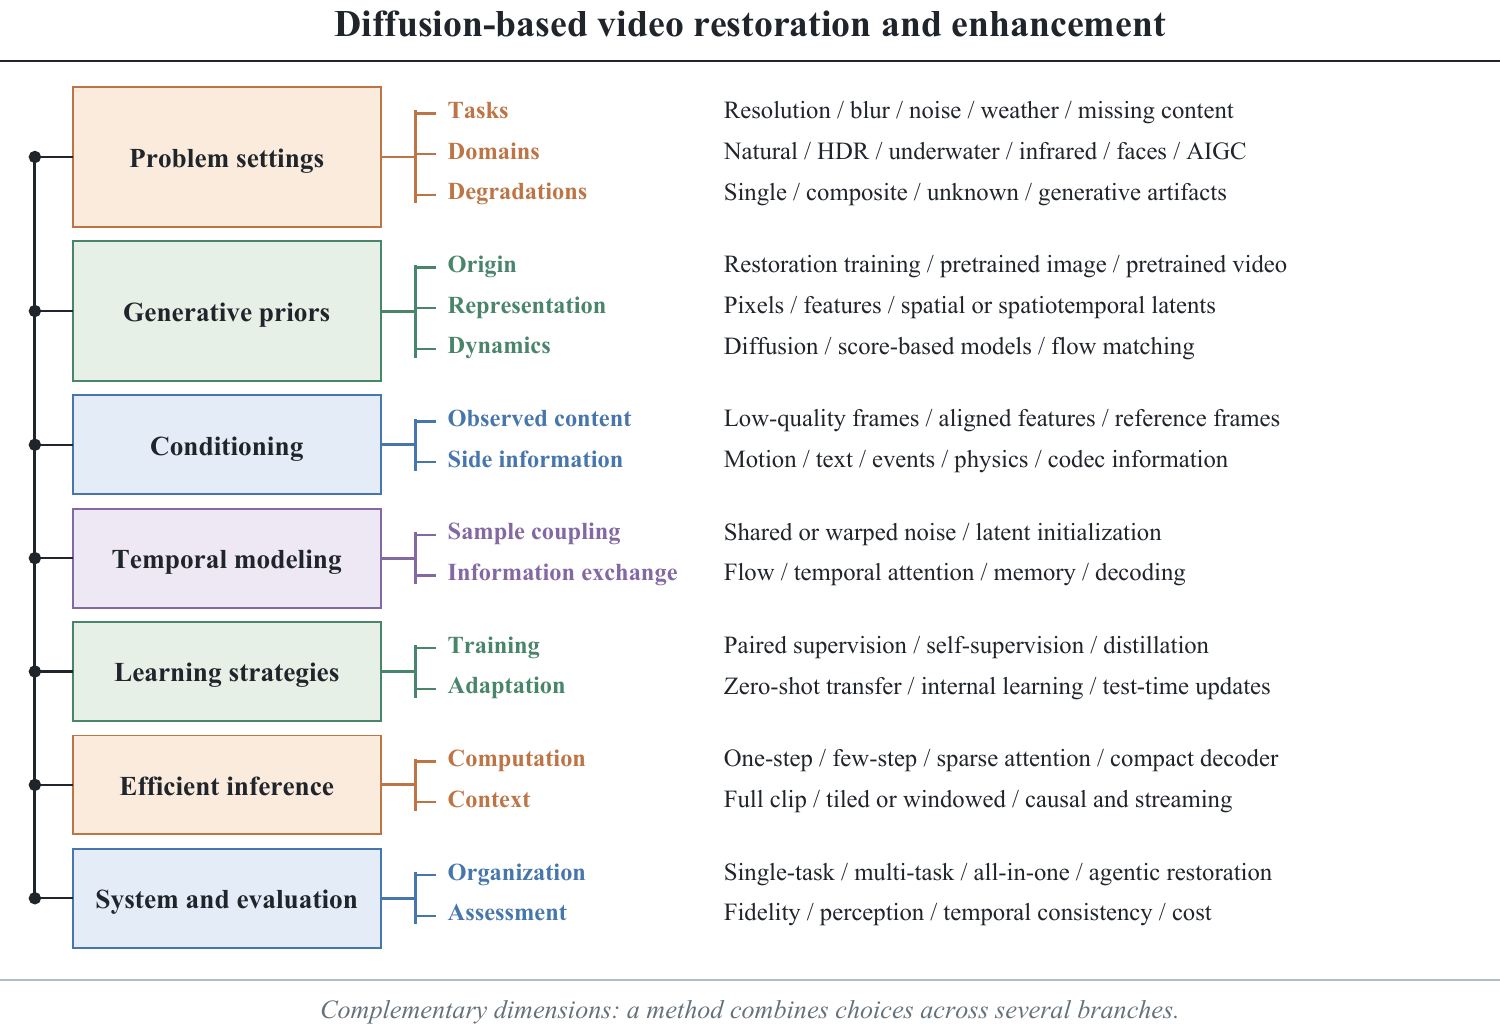 Diffusion-based video restoration and enhancement
Problem settings
Tasks Resolution / blur / noise / weather / missing content
Domains Natural / HDR / underwater / infrared / faces / AIGC
Degradations Single / composite / unknown / generative artifacts
Generative priors
Origin Restoration training / pretrained image / pretrained video
Representation Pixels / features / spatial or spatiotemporal latents
Dynamics Diffusion / score-based models / flow matching
Conditioning
Observed content Low-quality frames / aligned features / reference frames
Side information Motion / text / events / physics / codec information
Temporal modeling
Sample coupling Shared or warped noise / latent initialization
Information exchange Flow / temporal attention / memory / decoding
Learning strategies
Training Paired supervision / self-supervision / distillation
Adaptation Zero-shot transfer / internal learning / test-time updates
Efficient inference
Computation One-step / few-step / sparse attention / compact decoder
Context Full clip / tiled or windowed / causal and streaming
System and evaluation
Organization Single-task / multi-task / all-in-one / agentic restoration
Assessment Fidelity / perception / temporal consistency / cost
Complementary dimensions: a method combines choices across several branches.